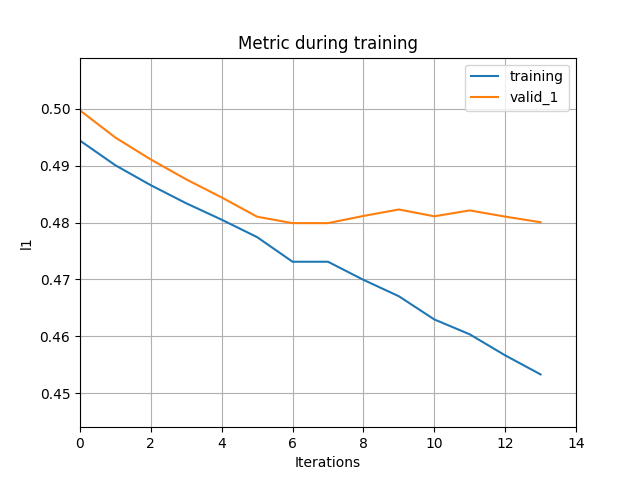 Metric during training
training
valid_1
0.50
0.49
0.48
0.47
0.46
0.45
l1
0 2 4 6 8 10 12 14
Iterations